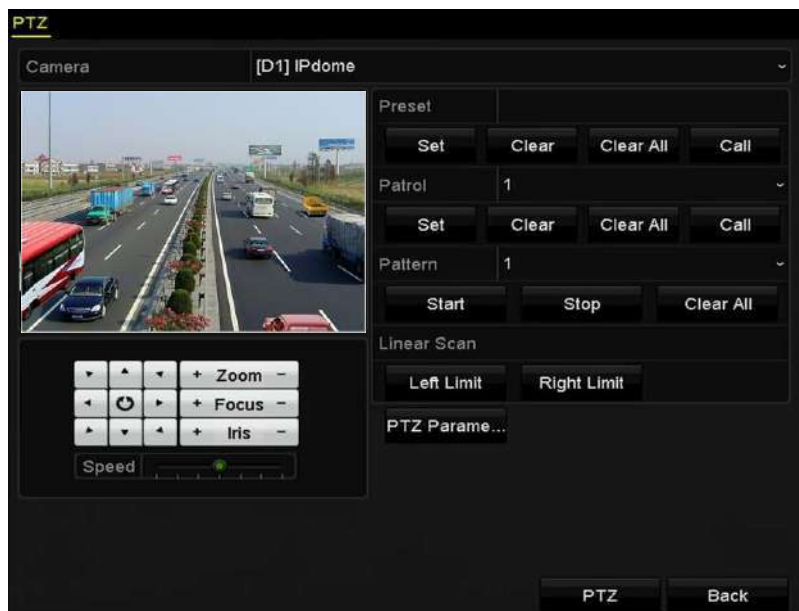 PTZ
Camera [D1] IPdome
Preset
Set Clear Clear All Call
Patrol 1
Set Clear Clear All Call
Pattern 1
Start Stop Clear All
Linear Scan
Left Limit Right Limit
PTZ Parame...
+ Zoom -
+ Focus -
+ Iris -
Speed
PTZ Back